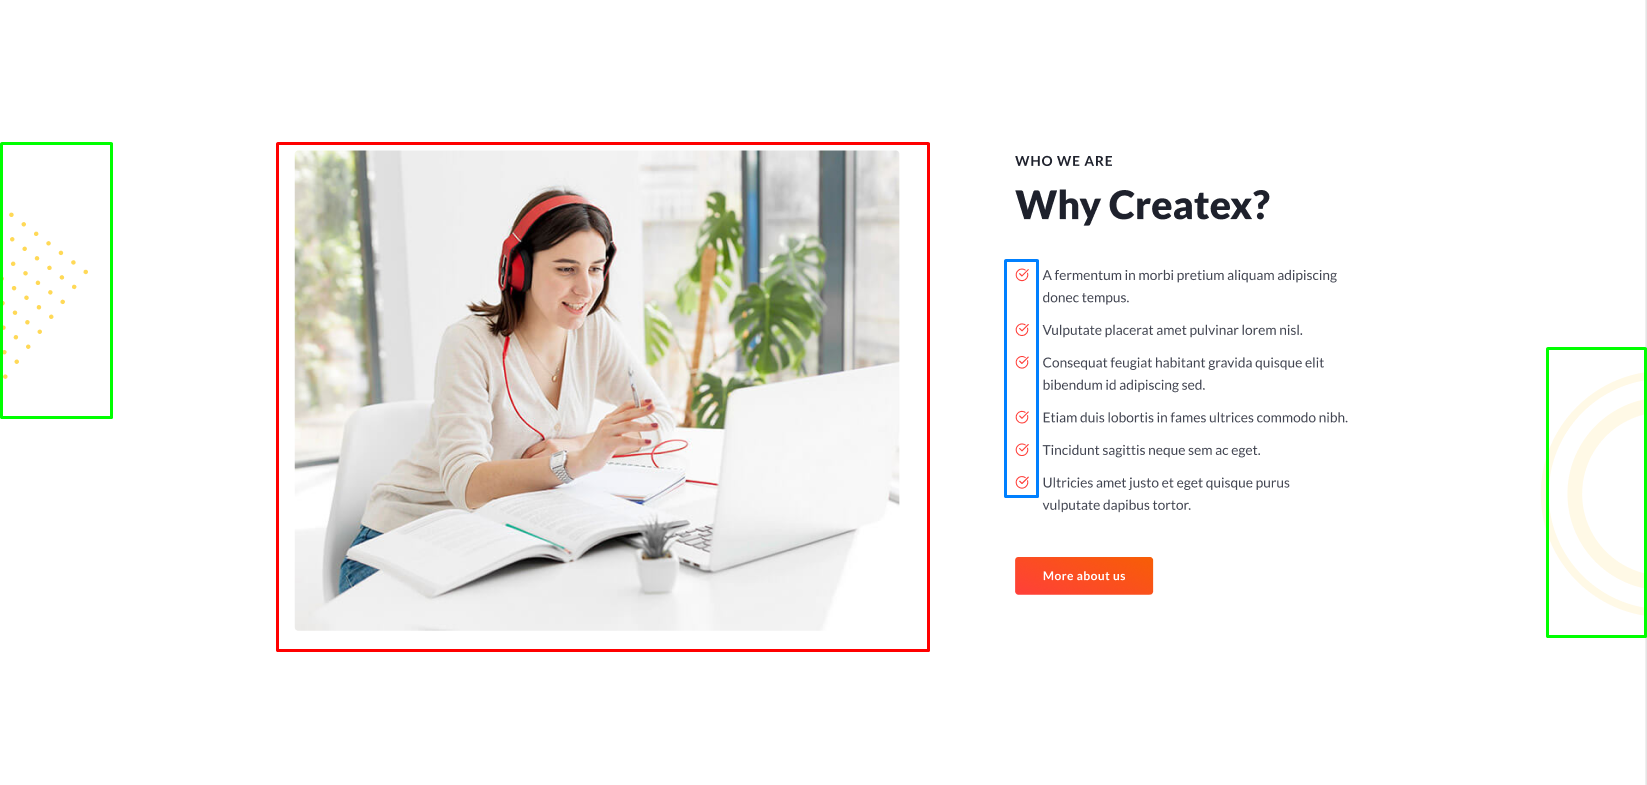 WHO WE ARE
Why Createx?
A fermentum in morbi pretium aliquam adipiscing
donec tempus.
Vulputate placerat amet pulvinar lorem nisl.
Consequat feugiat habitant gravida quisque elit
bibendum id adipiscing sed.
Etiam duis lobortis in fames ultrices commodo nibh.
Tincidunt sagittis neque sem ac eget.
Ultricies amet justo et eget quisque purus
vulputate dapibus tortor.
More about us